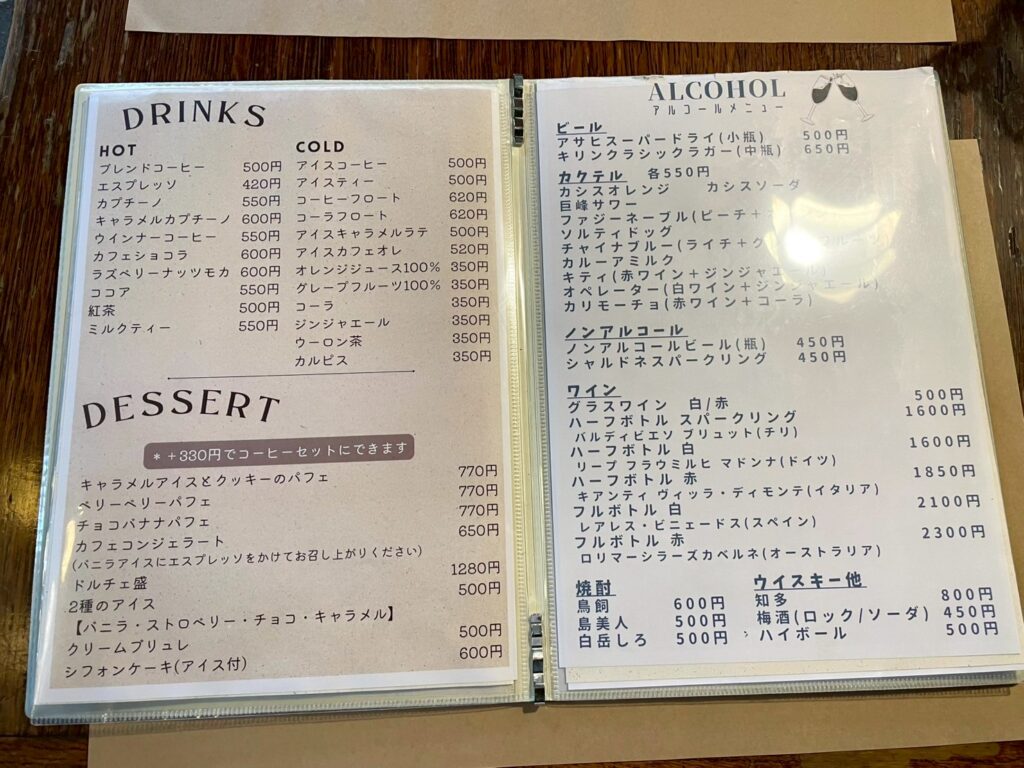 DRINKS
HOT
ブレンドコーヒー 500円
エスプレッソ 420円
カプチーノ 550円
キャラメルカプチーノ 600円
ウインナーコーヒー 550円
カフェショコラ 600円
ラズベリーナッツモカ 600円
ココア 550円
紅茶 500円
ミルクティー 550円
COLD
アイスコーヒー 500円
アイスティー 500円
コーヒーフロート 620円
コーラフロート 620円
アイスキャラメルラテ 500円
アイスカフェオレ 520円
オレンジジュース100% 350円
グレープフルーツ100% 350円
コーラ 350円
ジンジャエール 350円
ウーロン茶 350円
カルピス 350円
DESSERT
*+330円でコーヒーセットにできます
キャラメルアイスとクッキーのパフェ 770円
ベリーベリーパフェ 770円
チョコバナナパフェ 770円
カフェコンジェラート 650円
(バニラアイスにエスプレッソをかけてお召し上がりください)
ドルチェ盛 1280円
2種のアイス 500円
【バニラ・ストロベリー・チョコ・キャラメル】
クリームブリュレ 500円
シフォンケーキ(アイス付) 600円
ALCOHOL
アルコールメニュー
ビール
アサヒスーパードライ(小瓶) 500円
キリンクラシックラガー(中瓶) 650円
カクテル 各550円
カシスオレンジ カシスソーダ
巨峰サワー
ファジーネーブル(ピーチ+
ソルティドッグ
チャイナブルー(ライチ+グ
カルーアミルク
キティ(赤ワイン+ジンジャエール)
オペレーター(白ワイン+ジンジャエール)
カリモーチョ(赤ワイン+コーラ)
ノンアルコール
ノンアルコールビール(瓶) 450円
シャルドネスパークリング 450円
ワイン
グラスワイン 白/赤 500円
ハーフボトル スパークリング 1600円
バルディビエソ ブリュット(チリ)
ハーフボトル 白 1600円
リープ フラウミルヒ マドンナ(ドイツ)
ハーフボトル 赤 1850円
キアンティ ヴィッラ・ディモンテ(イタリア)
フルボトル 白 2100円
レアレス・ビニェードス(スペイン)
フルボトル 赤 2300円
ロリマーシラーズカベルネ(オーストラリア)
焼酎
鳥飼 600円
島美人 500円
白岳しろ 500円
ウイスキー他
知多 800円
梅酒(ロック/ソーダ) 450円
ハイボール 500円